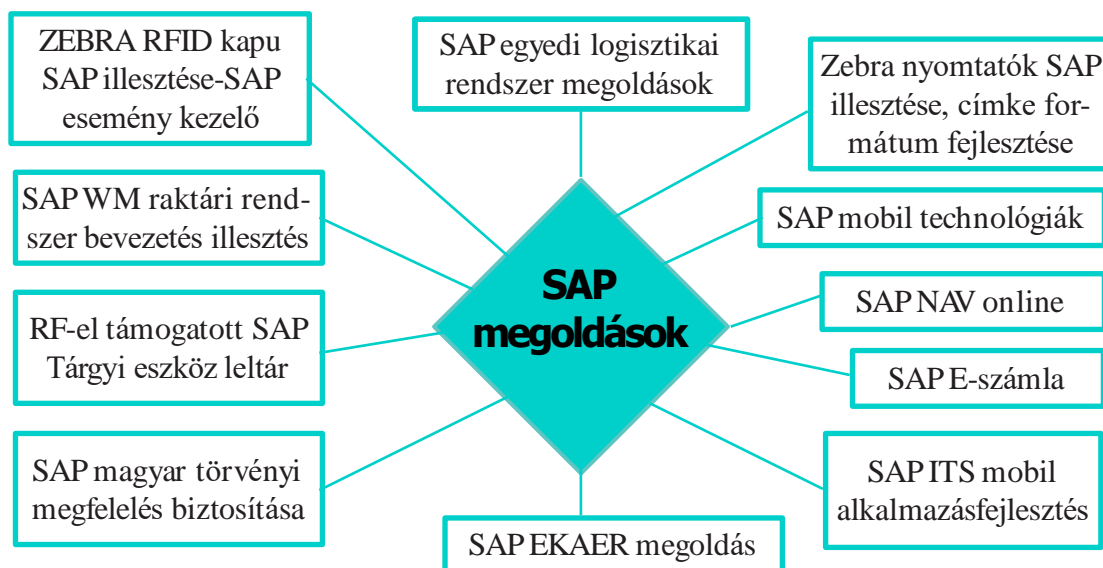 ZEBRA RFID kapu
SAP illesztése-SAP
esemény kezelő
SAP egyedi logisztikai
rendszer megoldások
Zebra nyomtatók SAP
illesztése, címke for-
mátum fejlesztése
SAP WM raktári rend-
szer bevezetés illesztés
SAP mobil technológiák
SAP
megoldások
SAP NAV online
RF-el támogatott SAP
Tárgyi eszköz leltár
SAP E-számla
SAP magyar törvényi
megfelelés biztosítása
SAP ITS mobil
alkalmazásfejlesztés
SAP EKAER megoldás